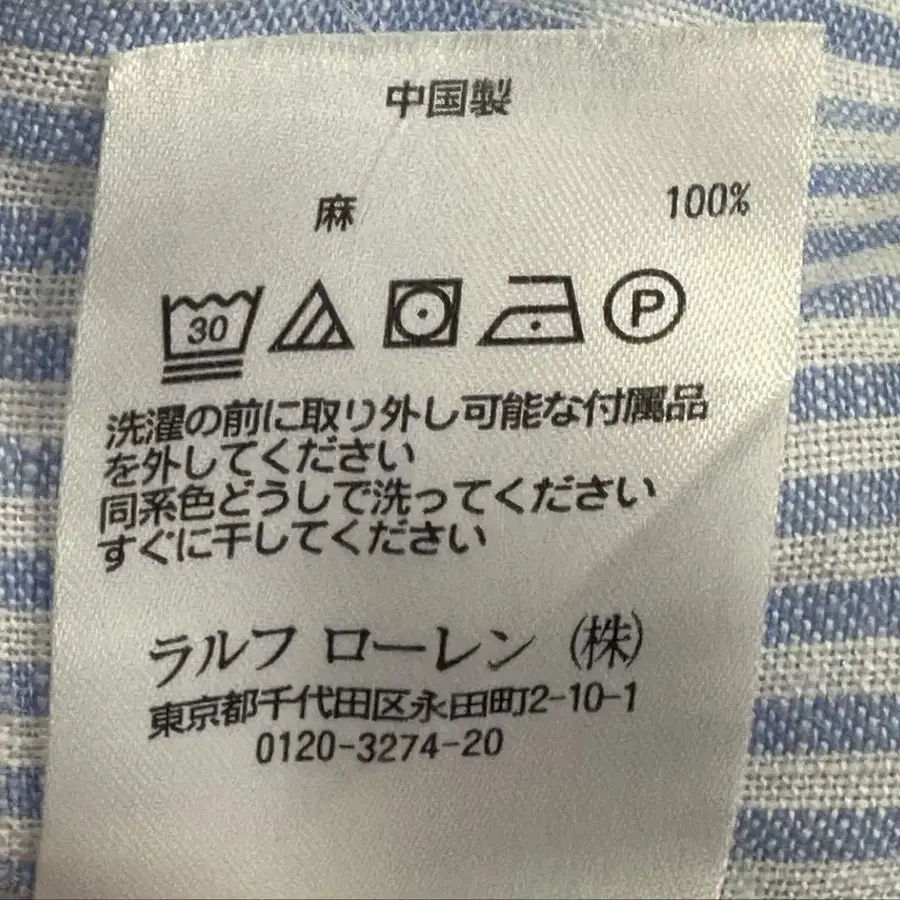 中国製
麻 100%
30 P
洗濯の前に取り外し可能な付属品
を外してください
同系色どうしで洗ってください
すぐに干してください
ラルフ ローレン (株)
東京都千代田区永田町2-10-1
0120-3274-20